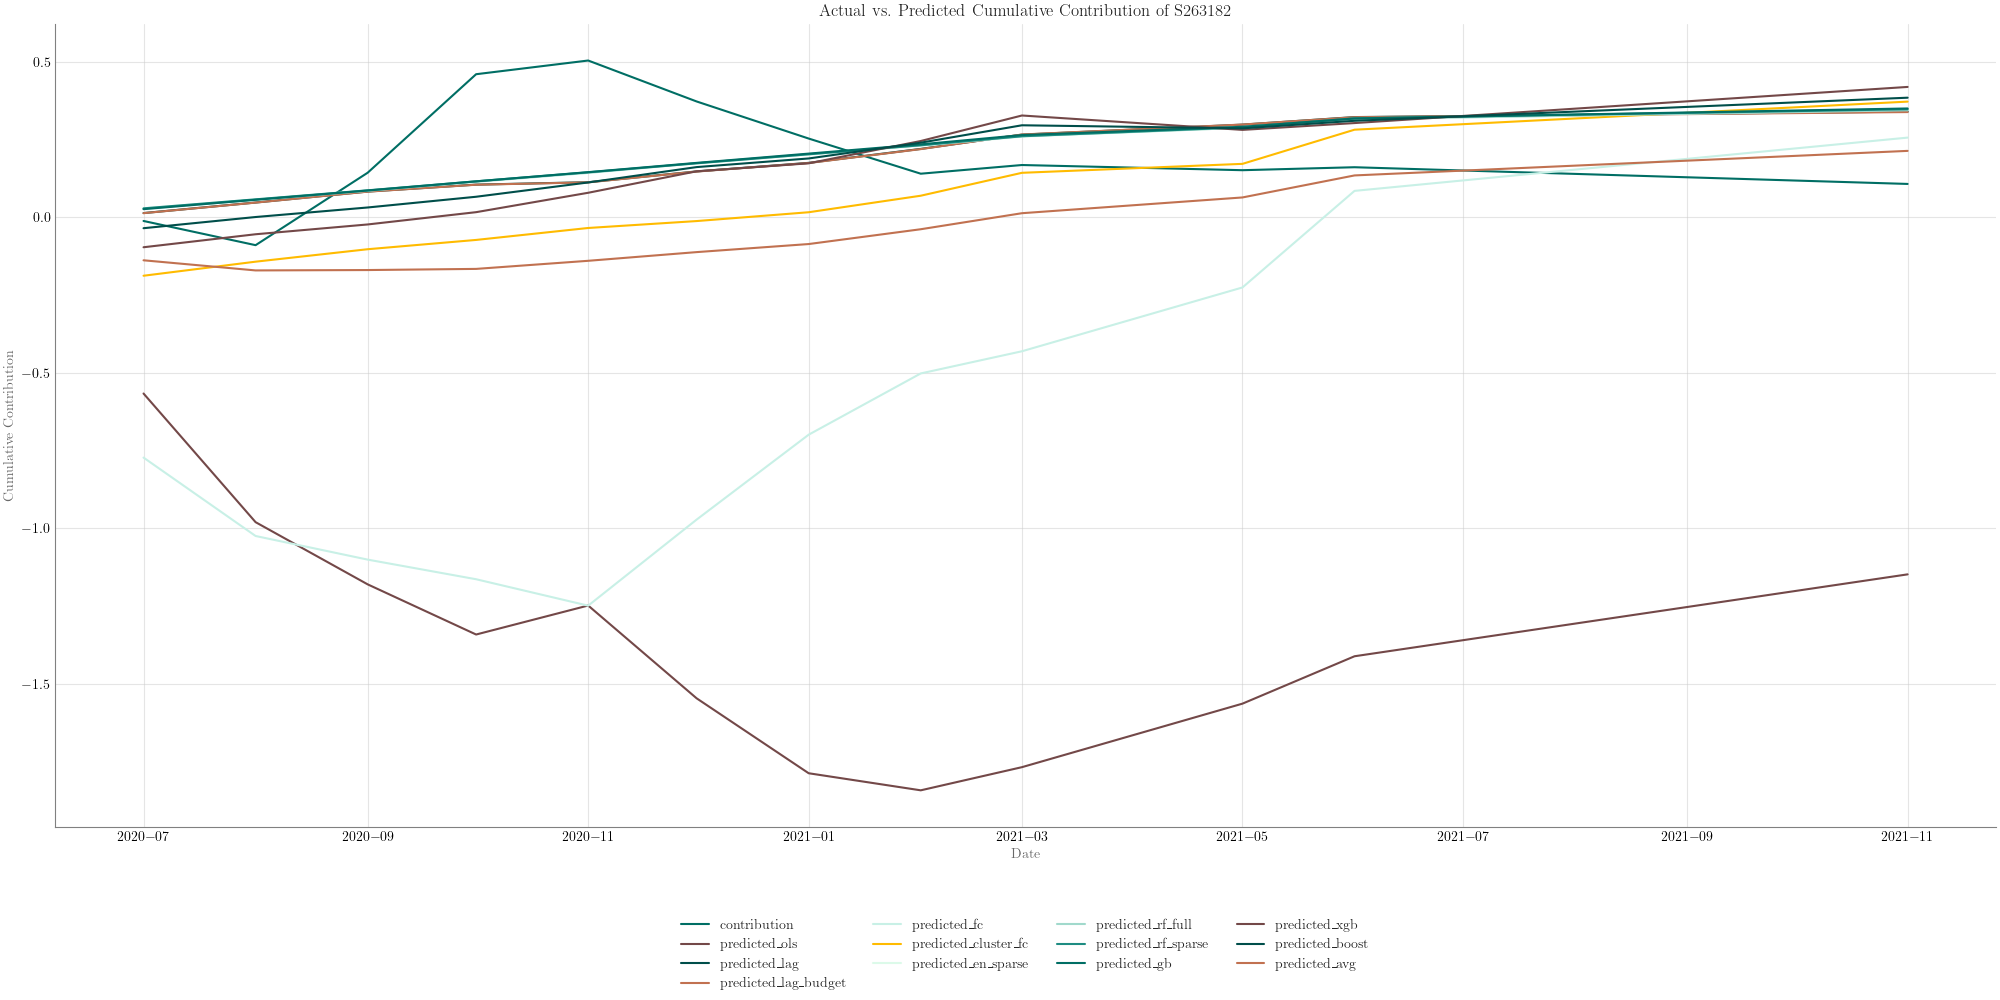 Actual vs. Predicted Cumulative Contribution of S263182
0.5
0.0
−0.5
−1.0
−1.5
Cumulative Contribution
2020−07 2020−09 2020−11 2021−01 2021−03 2021−05 2021−07 2021−09 2021−11
Date
contribution predicted_fc predicted_rf_full predicted_xgb
predicted_ols predicted_cluster_fc predicted_rf_sparse predicted_boost
predicted_lag predicted_en_sparse predicted_gb predicted_avg
predicted_lag_budget